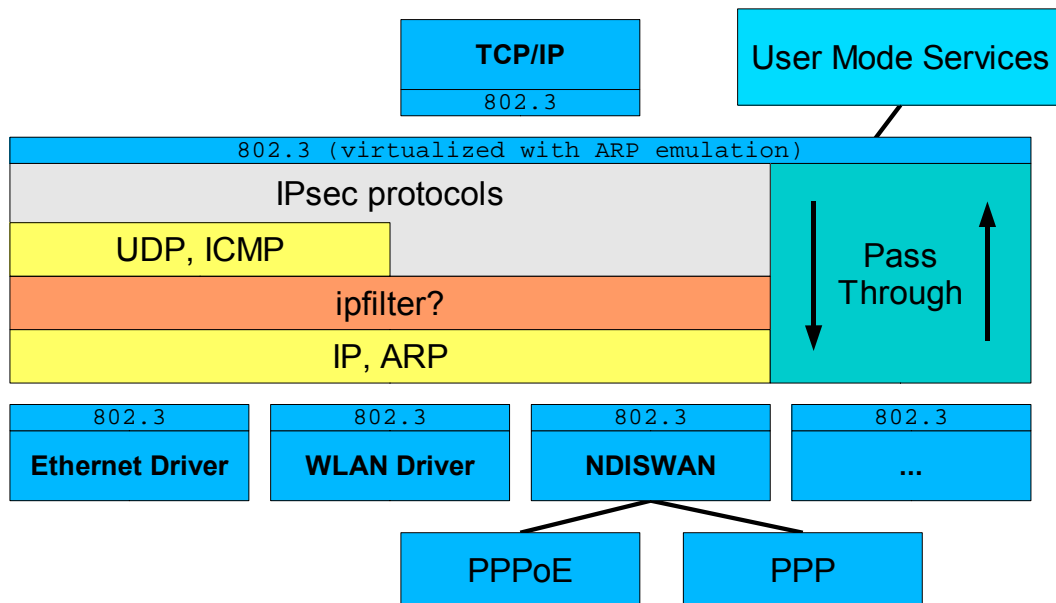 TCP/IP
802.3
User Mode Services
802.3 (virtualized with ARP emulation)
IPsec protocols
UDP, ICMP
ipfilter?
IP, ARP
Pass
Through
802.3
Ethernet Driver
802.3
WLAN Driver
802.3
NDISWAN
802.3
...
PPPoE
PPP